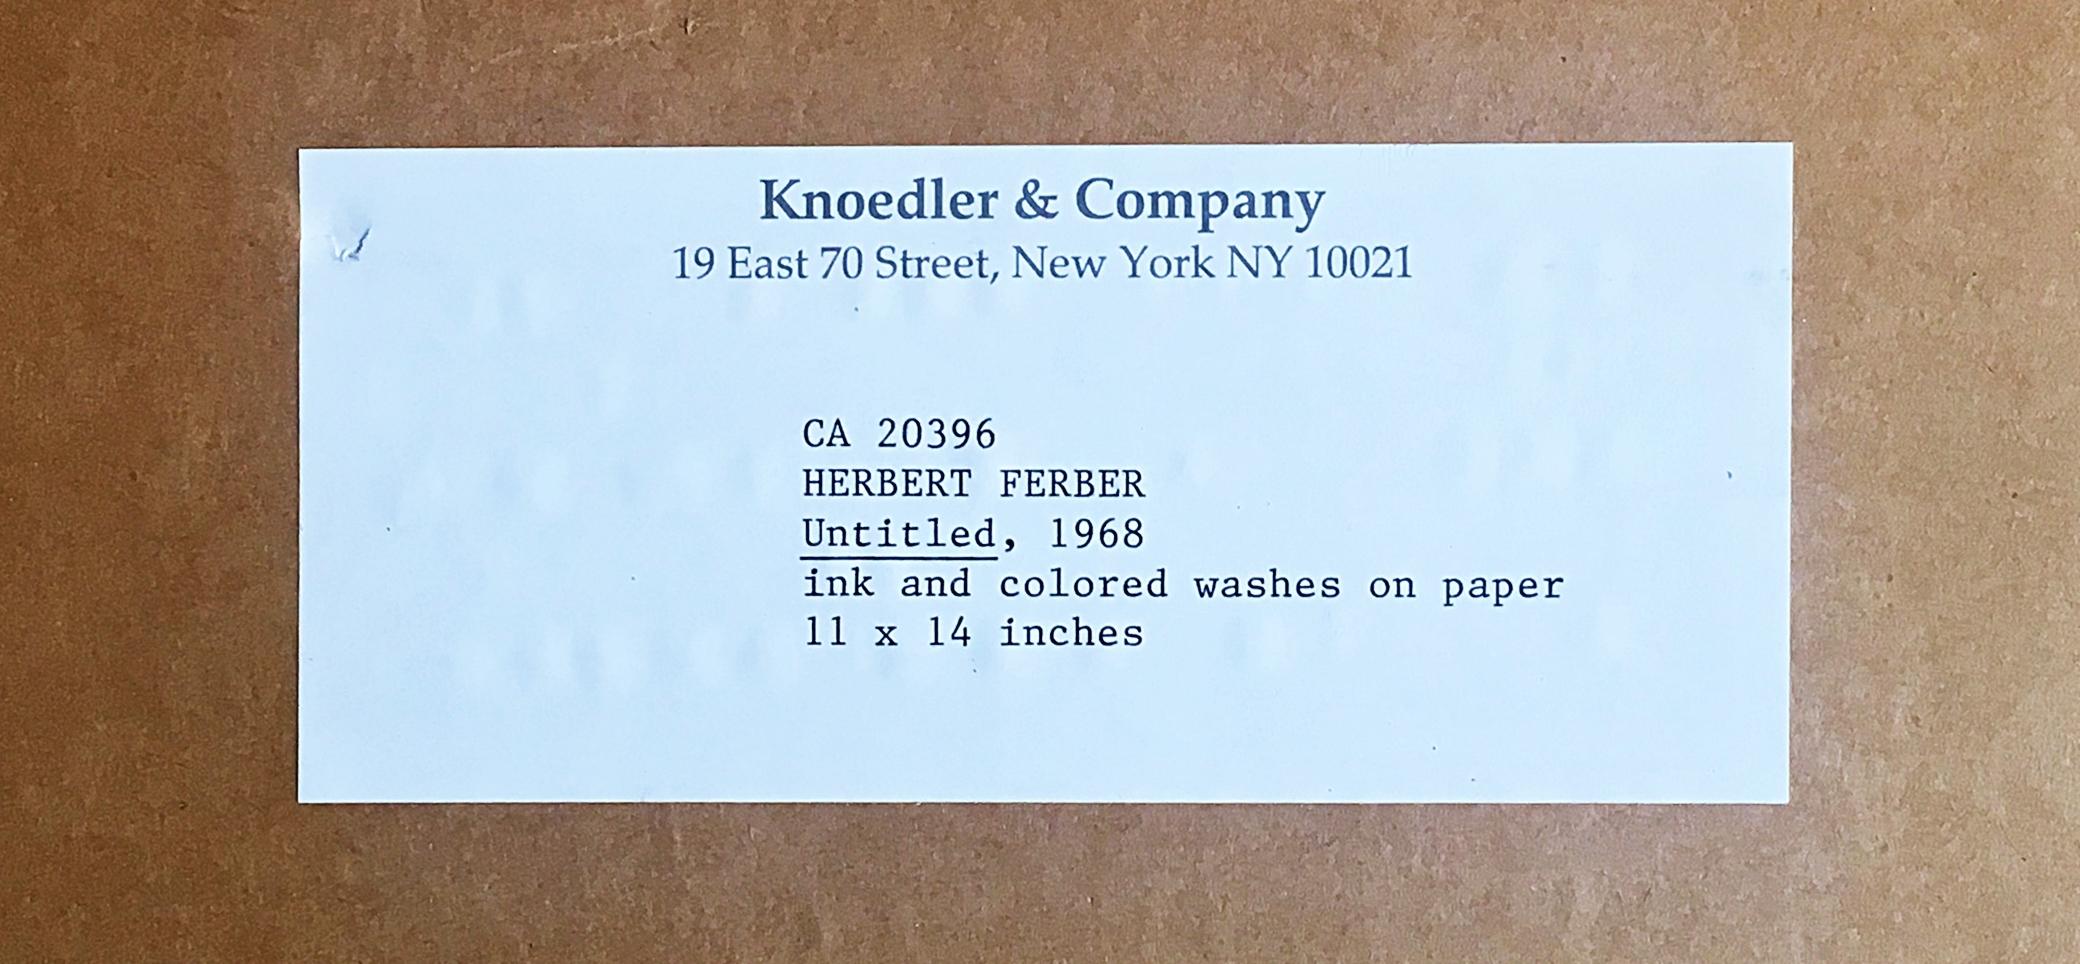 Knoedler & Company
19 East 70 Street, New York NY 10021
CA 20396
HERBERT FERBER
Untitled, 1968
ink and colored washes on paper
11 x 14 inches